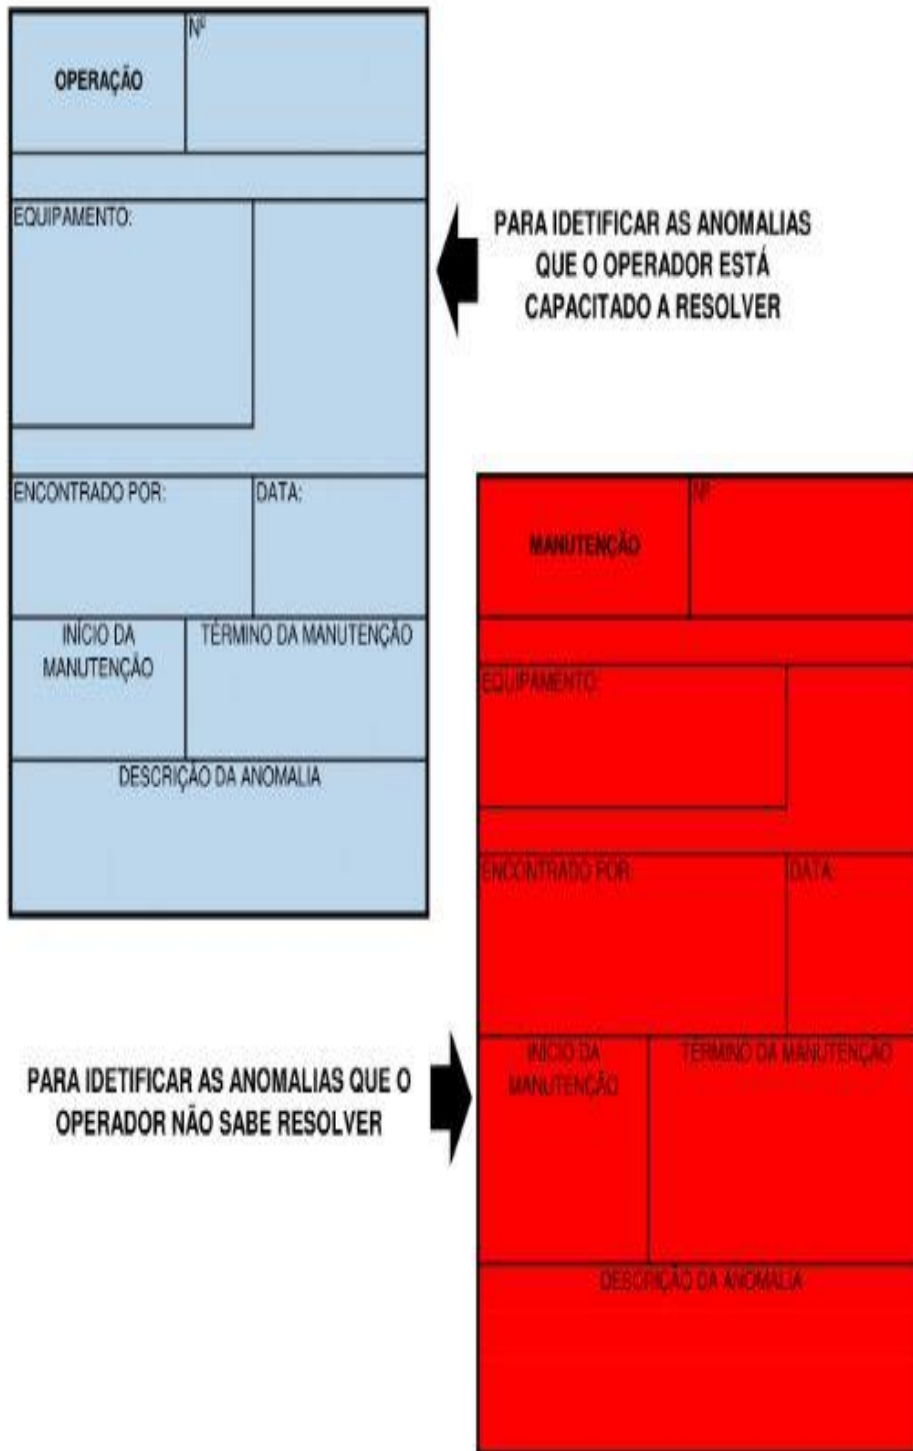 OPERAÇÃO
Nº
EQUIPAMENTO:
ENCONTRADO POR:
DATA:
INÍCIO DA
MANUTENÇÃO
TÉRMINO DA MANUTENÇÃO
DESCRIÇÃO DA ANOMALIA
PARA IDETIFICAR AS ANOMALIAS
QUE O OPERADOR ESTÁ
CAPACITADO A RESOLVER
MANUTENÇÃO
Nº
EQUIPAMENTO:
ENCONTRADO POR:
DATA:
INÍCIO DA
MANUTENÇÃO
TÉRMINO DA MANUTENÇÃO
DESCRIÇÃO DA ANOMALIA
PARA IDETIFICAR AS ANOMALIAS QUE O
OPERADOR NÃO SABE RESOLVER